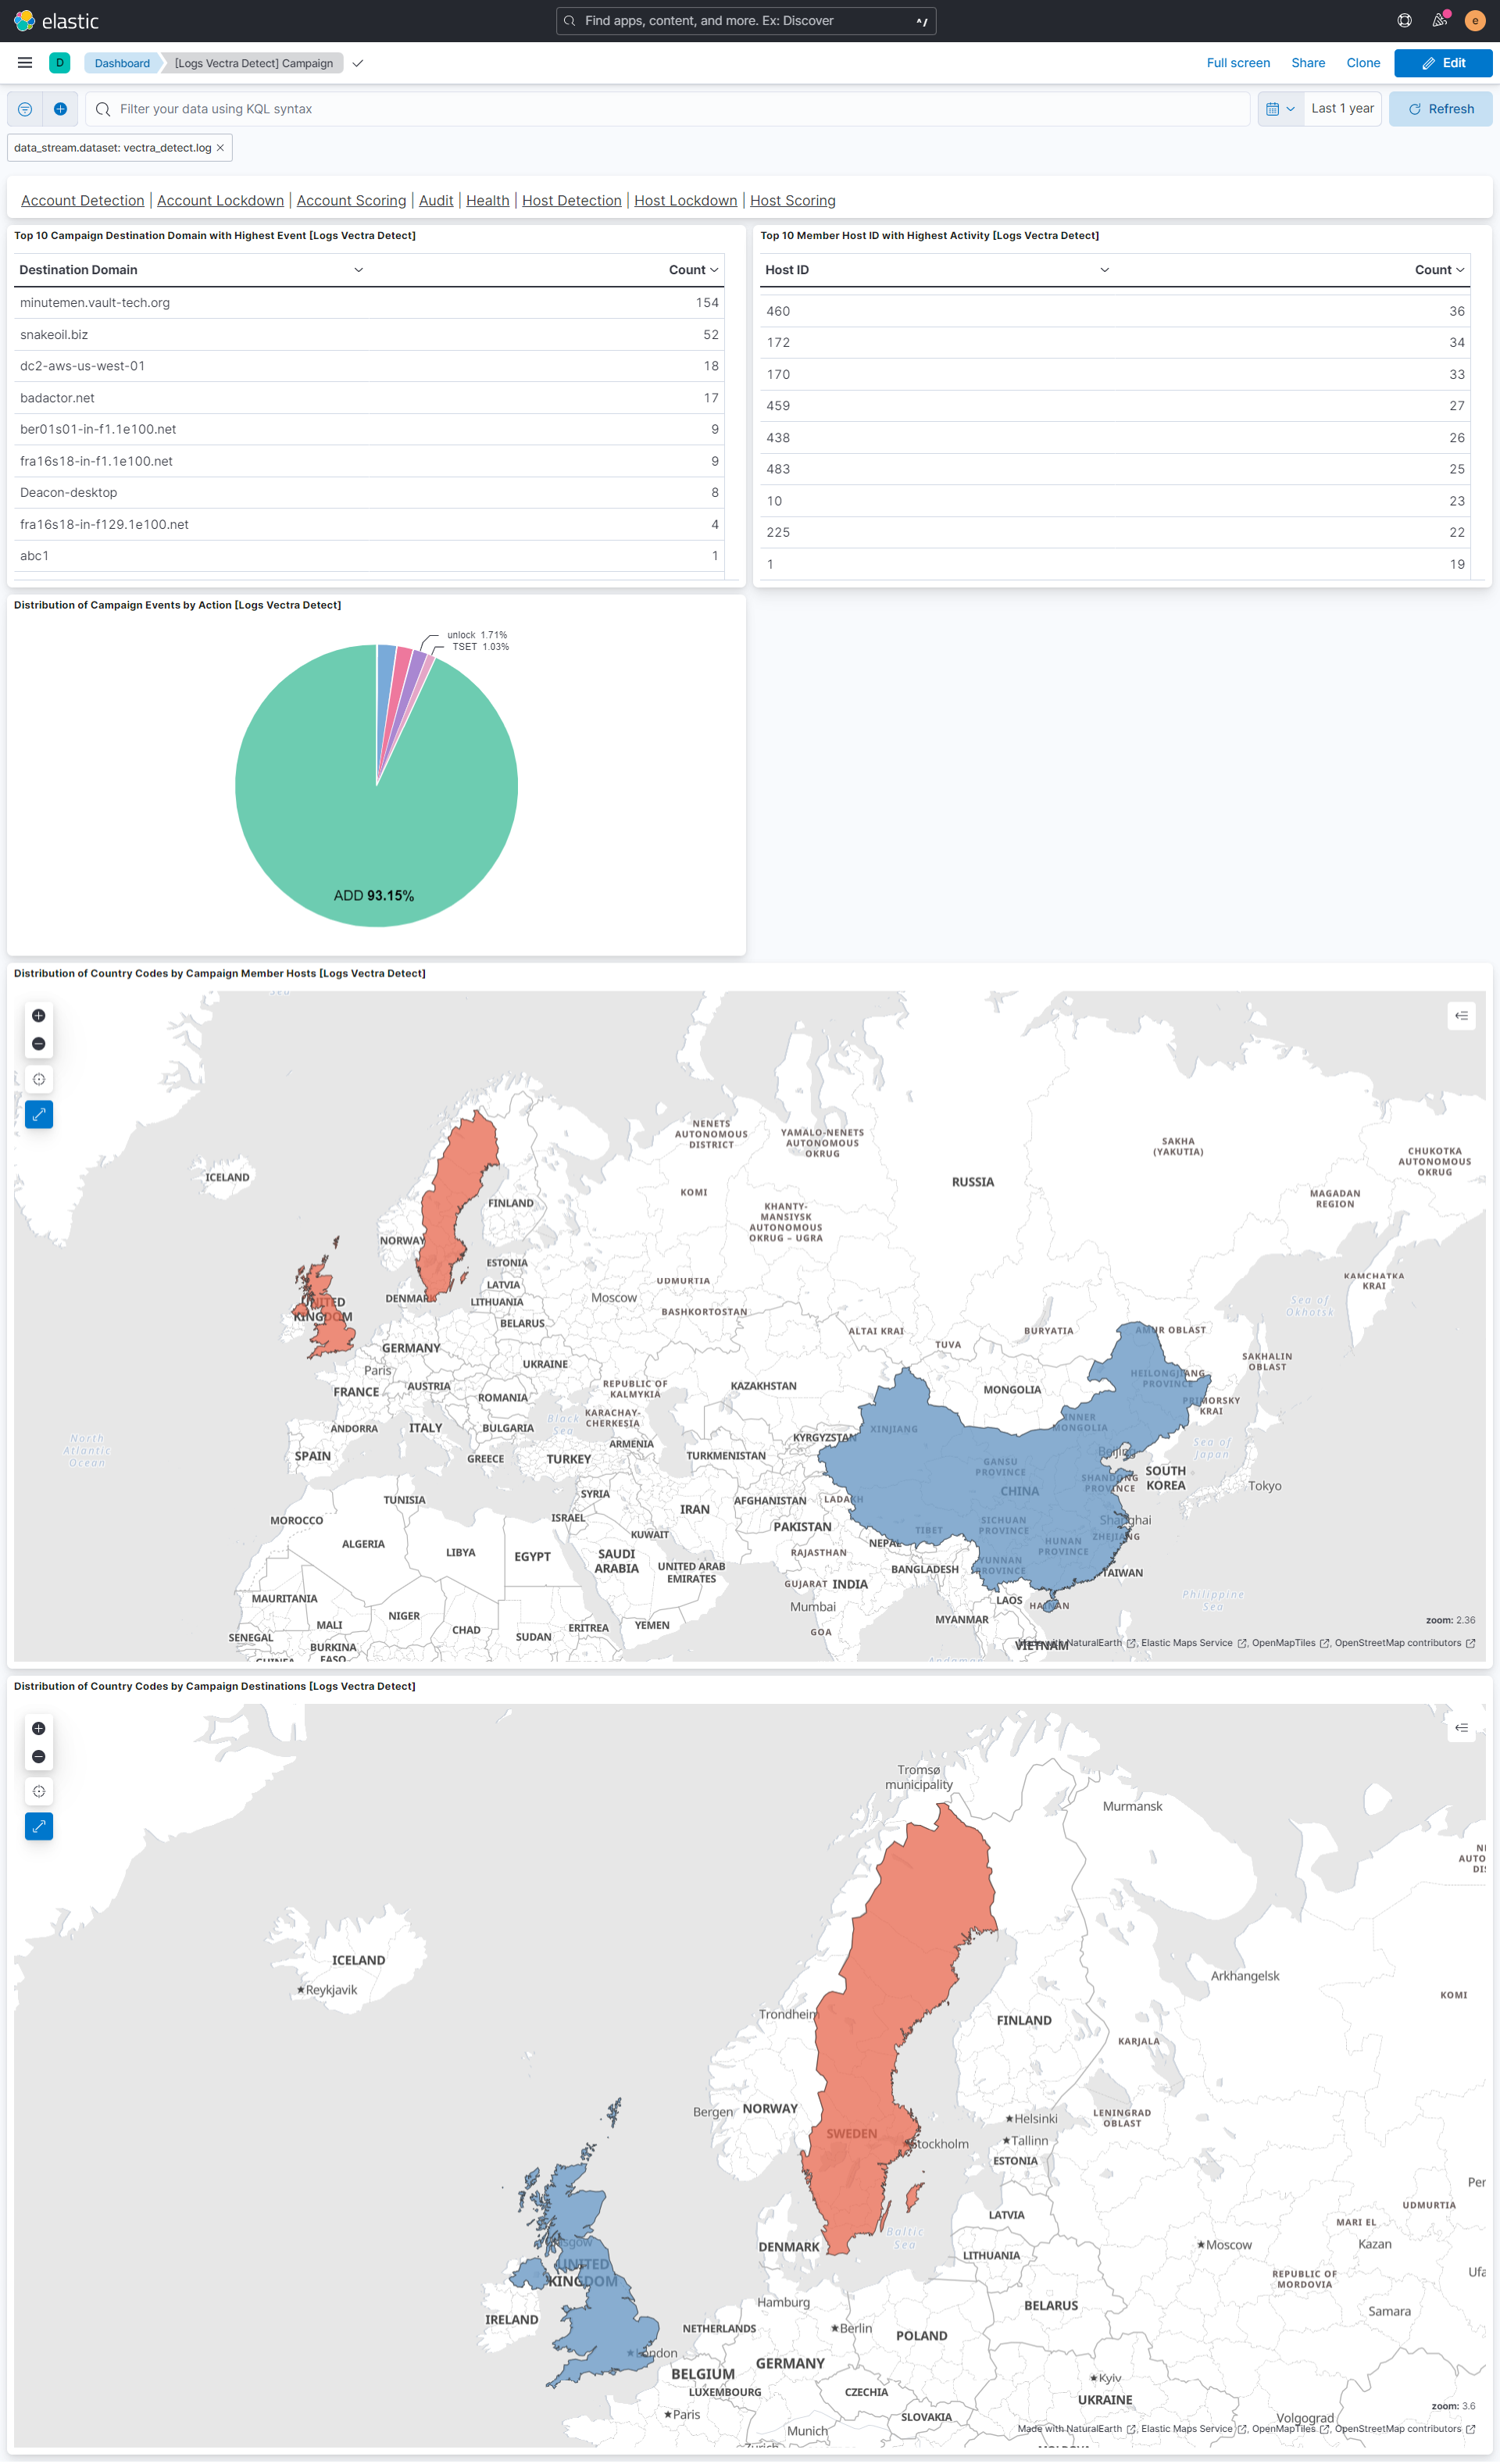 elastic
Find apps, content, and more. Ex: Discover ^/
e
D Dashboard [Logs Vectra Detect] Campaign Full screen Share Clone Edit
Filter your data using KQL syntax Last 1 year Refresh
data_stream.dataset: vectra_detect.log ×
Account Detection | Account Lockdown | Account Scoring | Audit | Health | Host Detection | Host Lockdown | Host Scoring
Top 10 Campaign Destination Domain with Highest Event [Logs Vectra Detect]
Destination Domain Count
minutemen.vault-tech.org 154
snakeoil.biz 52
dc2-aws-us-west-01 18
badactor.net 17
ber01s01-in-f1.1e100.net 9
fra16s18-in-f1.1e100.net 9
Deacon-desktop 8
fra16s18-in-f129.1e100.net 4
abc1 1
Top 10 Member Host ID with Highest Activity [Logs Vectra Detect]
Host ID Count
460 36
172 34
170 33
459 27
438 26
483 25
10 23
225 22
1 19
Distribution of Campaign Events by Action [Logs Vectra Detect]
unlock 1.71%
TSET 1.03%
ADD 93.15%
Distribution of Country Codes by Campaign Member Hosts [Logs Vectra Detect]
Sea
NENETS
AUTONOMOUS
DISTRICT
YAMALO-NENETS
AUTONOMOUS
OKRUG
SAKHA
(YAKUTIA)
CHUKOTKA
AUTONOMOUS
OKRUG
ICELAND
RUSSIA
KOMI
MAGADAN
REGION
FINLAND
KHANTY-
MANSIYSK
AUTONOMOUS
OKRUG – UGRA
NORWAY
ESTONIA
LATVIA
UDMURTIA
KAMCHATKA
KRAI
DENMARK
LITHUANIA
Moscow
Sea of
Okhotsk
UNITED
KINGDOM
BASHKORTOSTAN
BELARUS
ALTAI KRAI
BURYATIA
AMUR OBLAST
GERMANY
TUVA
SAKHALIN
OBLAST
Paris
UKRAINE
HEILONGJIANG
PROVINCE
FRANCE
AUSTRIA
REPUBLIC OF
KALMYKIA
KAZAKHSTAN
MONGOLIA
ROMANIA
PRIMORSKY
KRAI
ANDORRA
ITALY
BULGARIA
Black
Sea
KARACHAY-
CHERKESIA
INNER
MONGOLIA
XINJIANG
North
Atlantic
Ocean
KYRGYZSTAN
Sea of
Japan
SPAIN
GREECE
TURKEY
ARMENIA
TURKMENISTAN
Beijing
GANSU
PROVINCE
SHANDONG
PROVINCE
SOUTH
KOREA
Tokyo
CHINA
TUNISIA
SYRIA
IRAN
AFGHANISTAN
LADAKH
MOROCCO
ISRAEL
KUWAIT
PAKISTAN
TIBET
SICHUAN
PROVINCE
Shanghai
ZHEJIANG
ALGERIA
LIBYA
EGYPT
SAUDI
ARABIA
UNITED ARAB
EMIRATES
RAJASTHAN
NEPAL
HUNAN
PROVINCE
BANGLADESH
YUNNAN
PROVINCE
TAIWAN
GUJARAT
INDIA
MAURITANIA
Mumbai
LAOS
HAINAN
Philippine
Sea
MALI
NIGER
CHAD
SUDAN
ERITREA
YEMEN
GOA
MYANMAR
SENEGAL
BURKINA
FASO
GUINEA
VIETNAM
Andaman
zoom: 2.36
Made with NaturalEarth, Elastic Maps Service, OpenMapTiles, OpenStreetMap contributors
Distribution of Country Codes by Campaign Destinations [Logs Vectra Detect]
Tromsø
municipality
Murmansk
ICELAND
Reykjavik
Arkhangelsk
KOMI
Trondheim
FINLAND
KARJALA
Bergen
NORWAY
Helsinki
LENINGRAD
OBLAST
SWEDEN
Stockholm
Tallinn
ESTONIA
UDMURTIA
LATVIA
MARI EL
Baltic
Sea
DENMARK
Moscow
Kazan
LITHUANIA
Glasgow
UNITED
KINGDOM
REPUBLIC OF
MORDOVIA
Ufa
Hamburg
BELARUS
Samara
IRELAND
NETHERLANDS
Berlin
POLAND
London
GERMANY
BELGIUM
Kyiv
LUXEMBOURG
CZECHIA
UKRAINE
Paris
SLOVAKIA
Volgograd
Munich
Zurich
MOLDOVA
zoom: 3.6
Made with NaturalEarth, Elastic Maps Service, OpenMapTiles, OpenStreetMap contributors